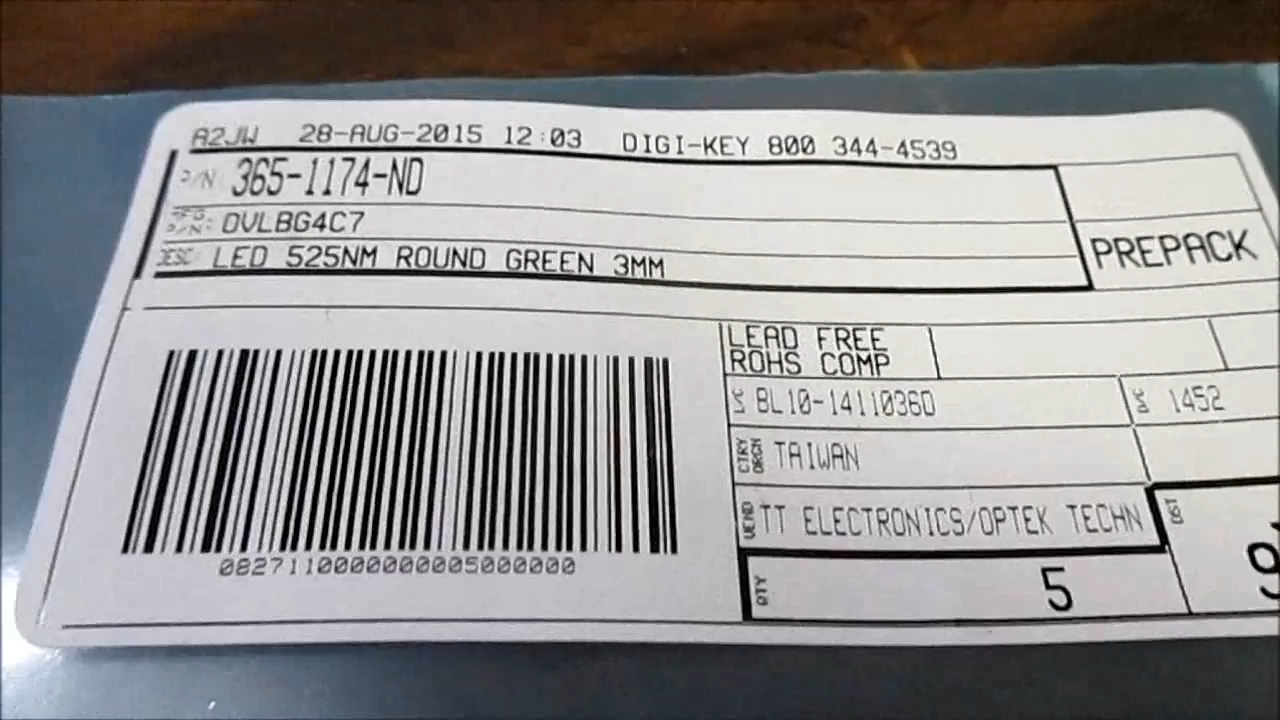 A2JW 28-AUG-2015 12:03 DIGI-KEY 800 344-4539
P/N 365-1174-ND
MFG. P/N: OVLBG4C7
PREPACK
DESC: LED 525NM ROUND GREEN 3MM
LEAD FREE
ROHS COMP
BL10-14110360
1452
CTRY ORGN TAIWAN
VEND TT ELECTRONICS/OPTEK TECHN
QTY 5
0827110000000005000000